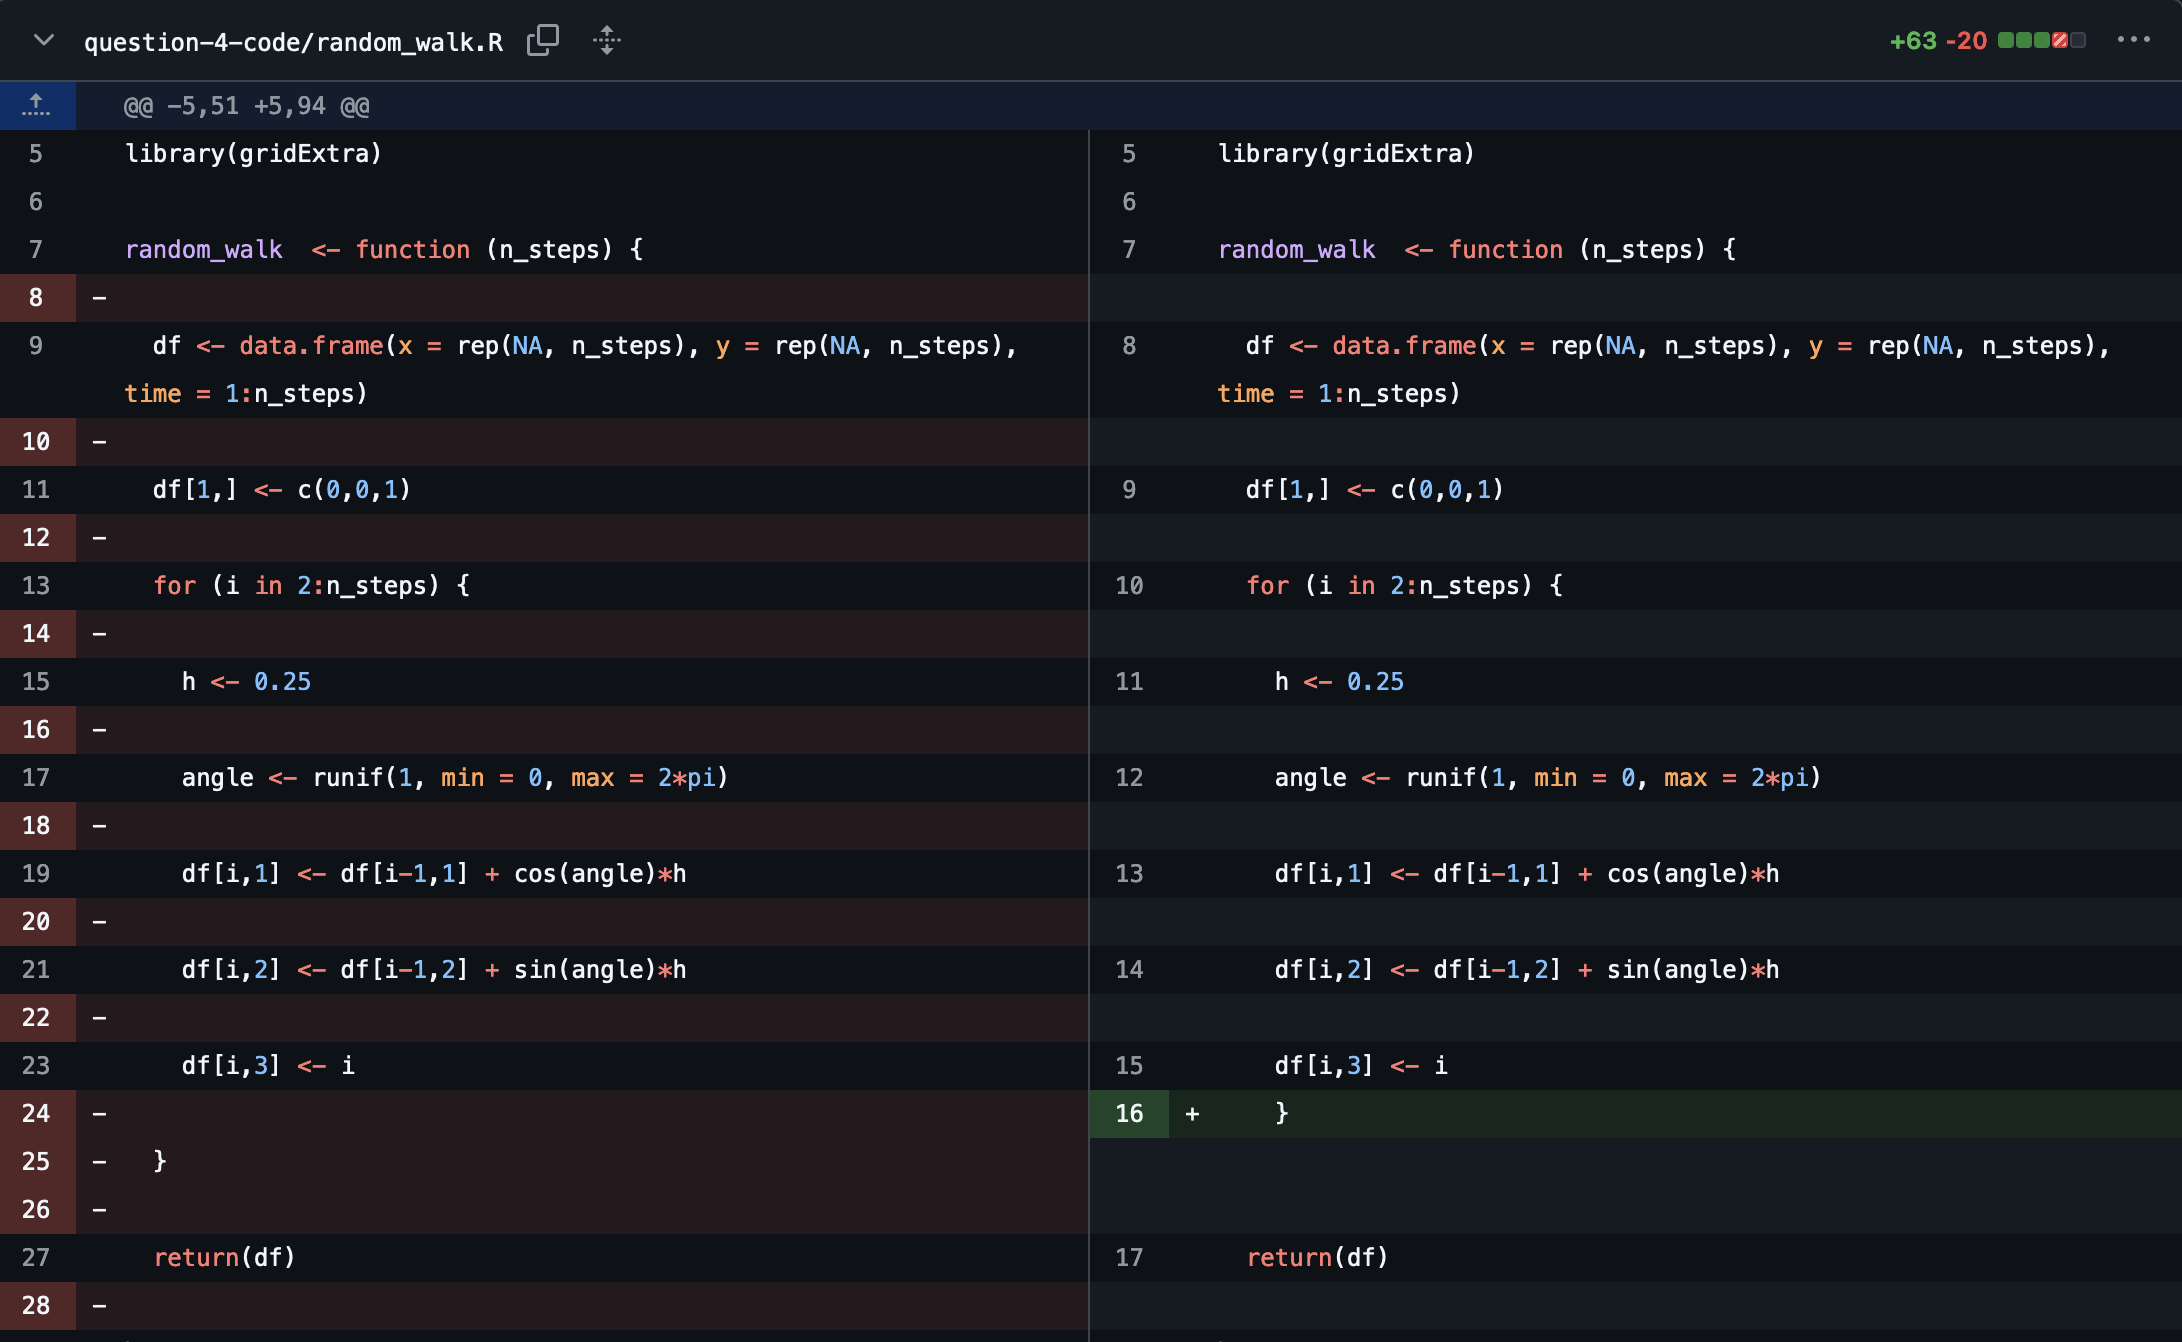 question-4-code/random_walk.R +63 -20
@@ -5,51 +5,94 @@
5 library(gridExtra) 5 library(gridExtra)
6 6
7 random_walk  <- function (n_steps) { 7 random_walk  <- function (n_steps) {
8 -
9   df <- data.frame(x = rep(NA, n_steps), y = rep(NA, n_steps), 8   df <- data.frame(x = rep(NA, n_steps), y = rep(NA, n_steps),
time = 1:n_steps) time = 1:n_steps)
10 -
11   df[1,] <- c(0,0,1) 9   df[1,] <- c(0,0,1)
12 -
13   for (i in 2:n_steps) { 10   for (i in 2:n_steps) {
14 -
15     h <- 0.25 11     h <- 0.25
16 -
17     angle <- runif(1, min = 0, max = 2*pi) 12     angle <- runif(1, min = 0, max = 2*pi)
18 -
19     df[i,1] <- df[i-1,1] + cos(angle)*h 13     df[i,1] <- df[i-1,1] + cos(angle)*h
20 -
21     df[i,2] <- df[i-1,2] + sin(angle)*h 14     df[i,2] <- df[i-1,2] + sin(angle)*h
22 -
23     df[i,3] <- i 15     df[i,3] <- i
24 - 16 +     }
25 -   }
26 -
27   return(df) 17   return(df)
28 -